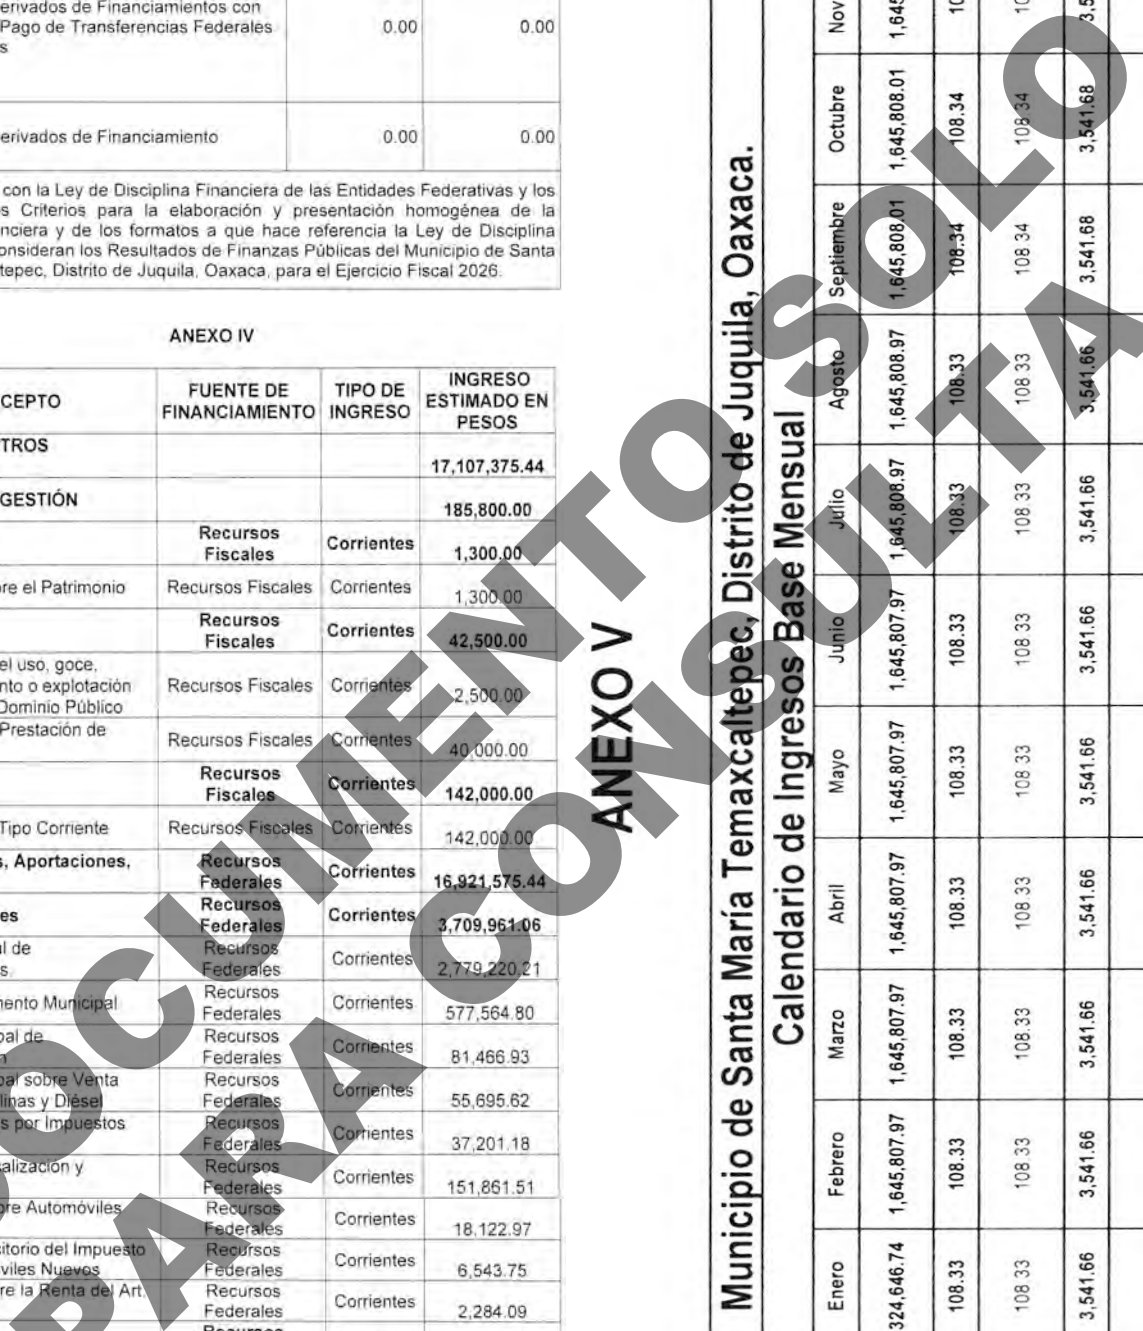 erivados de Financiamientos con
Pago de Transferencias Federales
s
0.00 0.00
erivados de Financiamiento 0.00 0.00
con la Ley de Disciplina Financiera de las Entidades Federativas y los
s Criterios para la elaboración y presentación homogénea de la
nciera y de los formatos a que hace referencia la Ley de Disciplina
onsideran los Resultados de Finanzas Públicas del Municipio de Santa
tepec, Distrito de Juquila, Oaxaca, para el Ejercicio Fiscal 2026.
ANEXO IV
CEPTO FUENTE DE FINANCIAMIENTO TIPO DE INGRESO INGRESO ESTIMADO EN PESOS
TROS 17,107,375.44
GESTIÓN 185,800.00
Recursos Fiscales Corrientes 1,300.00
re el Patrimonio Recursos Fiscales Corrientes 1,300.00
Recursos Fiscales Corrientes 42,500.00
el uso, goce,
nto o explotación
Dominio Público Recursos Fiscales Corrientes 2,500.00
Prestación de Recursos Fiscales Corrientes 40,000.00
Recursos Fiscales Corrientes 142,000.00
Tipo Corriente Recursos Fiscales Corrientes 142,000.00
s, Aportaciones, Recursos Federales Corrientes 16,921,575.44
es Recursos Federales Corrientes 3,709,961.06
al de
s. Recursos Federales Corrientes 2,779,220.21
mento Municipal Recursos Federales Corrientes 577,564.80
pal de
n Recursos Federales Corrientes 81,466.93
pal sobre Venta
linas y Diésel Recursos Federales Corrientes 55,695.62
s por Impuestos Recursos Federales Corrientes 37,201.18
alización y Recursos Federales Corrientes 151,861.51
bre Automóviles Recursos Federales Corrientes 18,122.97
itorio del Impuesto
viles Nuevos Recursos Federales Corrientes 6,543.75
re la Renta del Art. Recursos Federales Corrientes 2,284.09
Recursos
ANEXO V
Municipio de Santa María Temaxcaltepec, Distrito de Juquila, Oaxaca.
Calendario de Ingresos Base Mensual
Enero Febrero Marzo Abril Mayo Junio Julio Agosto Septiembre Octubre Nov
324,646.74 1,645,807.97 1,645,807.97 1,645,807.97 1,645,807.97 1,645,807.97 1,645,808.97 1,645,808.97 1,645,808.01 1,645,808.01 1,645
108.33 108.33 108.33 108.33 108.33 108.33 108.33 108.33 108.34 108.34 10
108.33 108.33 108.33 108.33 108.33 108.33 108.33 108.33 108.34 108.34 10
3,541.66 3,541.66 3,541.66 3,541.66 3,541.66 3,541.66 3,541.66 3,541.66 3,541.68 3,541.68 3,5
DOCUMENTO SOLO
PARA CONSULTA